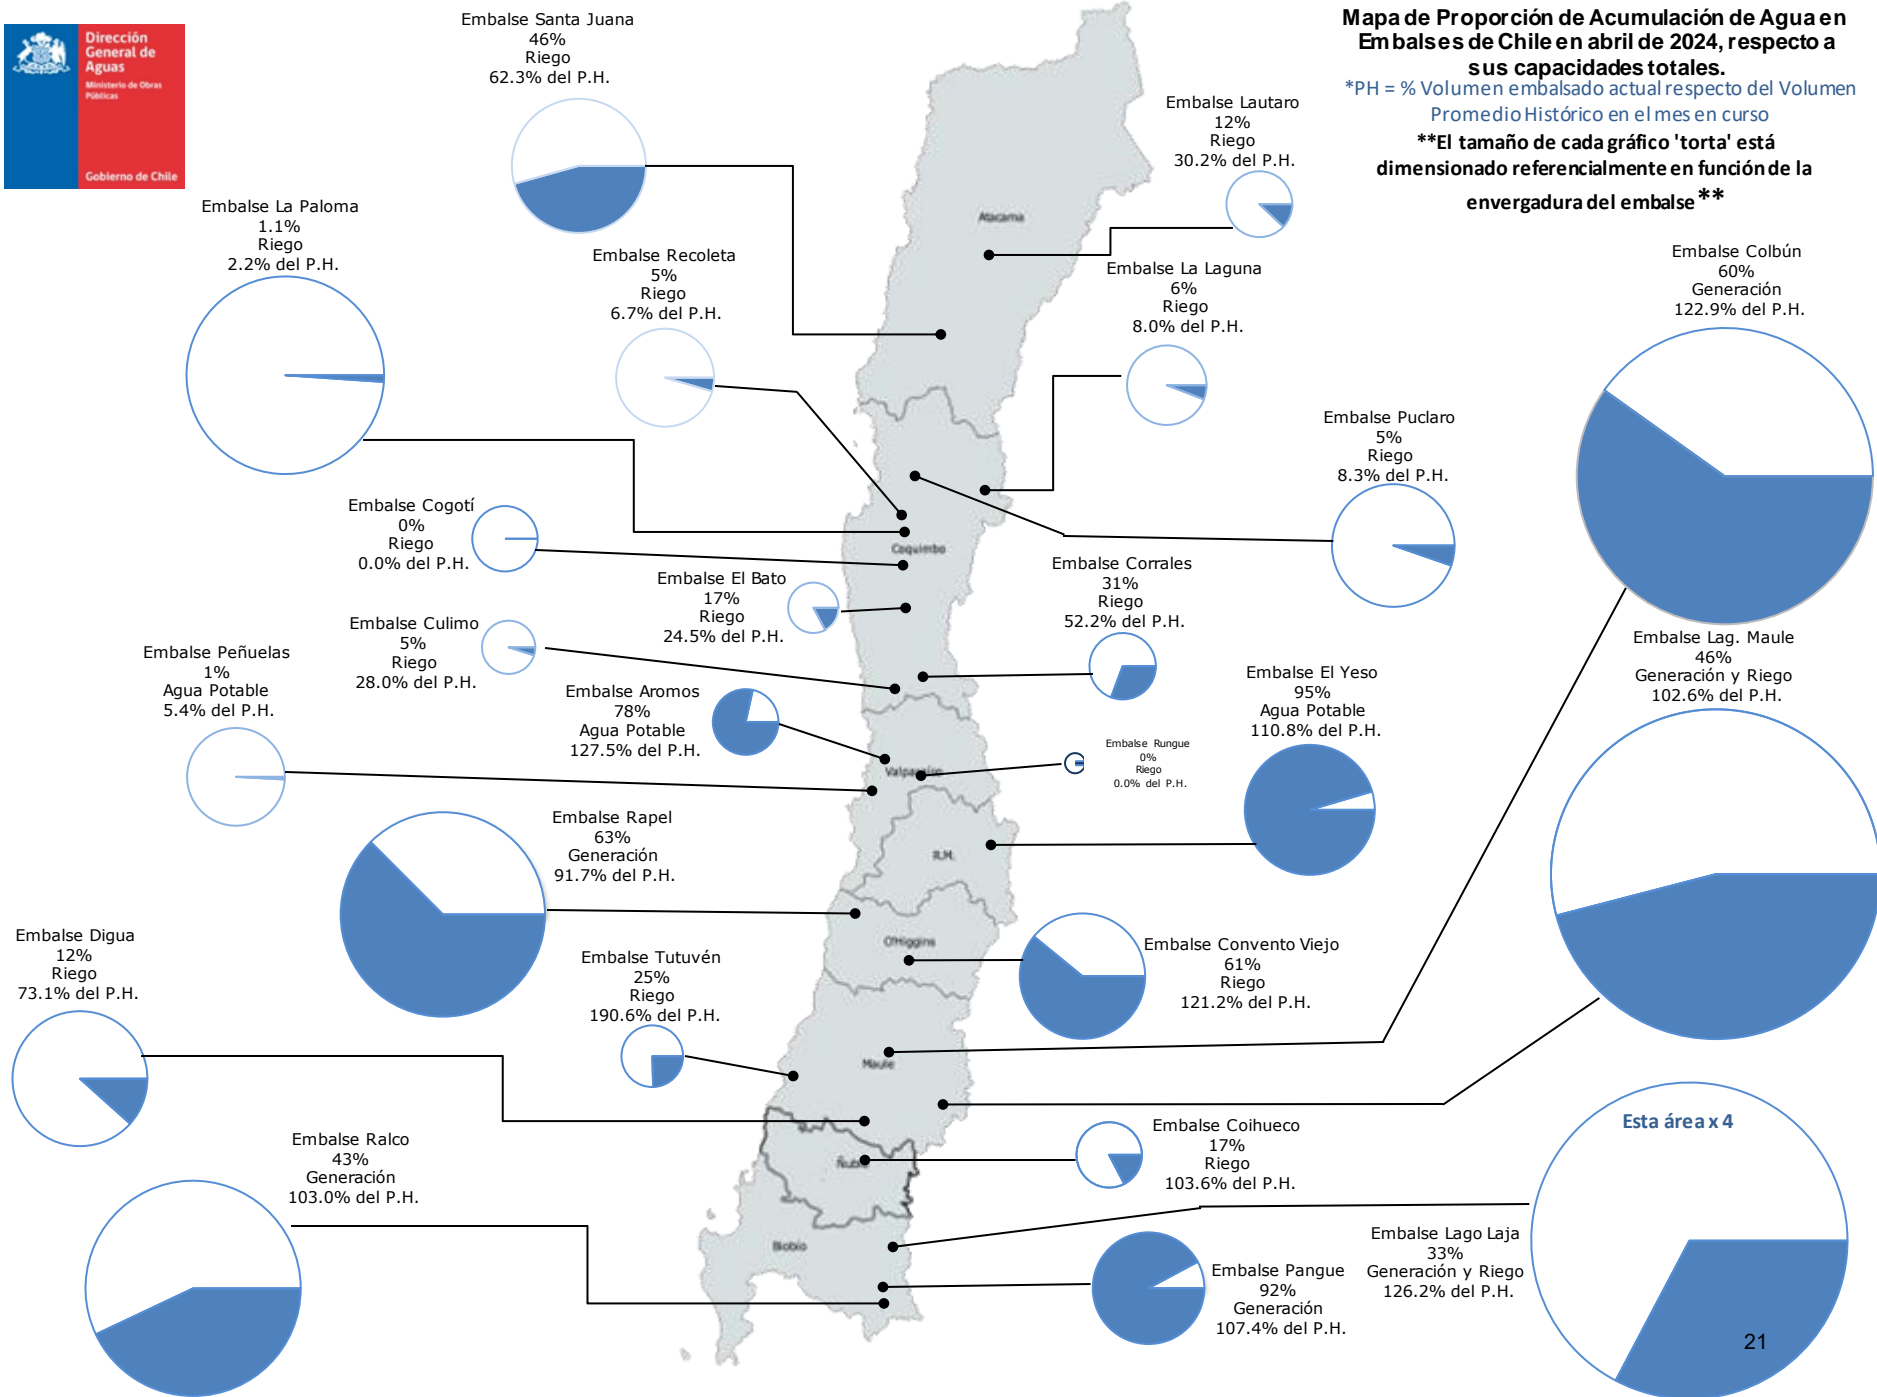 Dirección
General de
Aguas
Ministerio de Obras
Públicas
Gobierno de Chile
Mapa de Proporción de Acumulación de Agua en
Embalses de Chile en abril de 2024, respecto a
sus capacidades totales.
*PH = % Volumen embalsado actual respecto del Volumen
Promedio Histórico en el mes en curso
**El tamaño de cada gráfico 'torta' está
dimensionado referencialmente en función de la
envergadura del embalse**
Embalse Santa Juana
46%
Riego
62.3% del P.H.
Embalse Lautaro
12%
Riego
30.2% del P.H.
Embalse La Paloma
1.1%
Riego
2.2% del P.H.
Embalse Recoleta
5%
Riego
6.7% del P.H.
Embalse La Laguna
6%
Riego
8.0% del P.H.
Embalse Colbún
60%
Generación
122.9% del P.H.
Embalse Puclaro
5%
Riego
8.3% del P.H.
Embalse Cogotí
0%
Riego
0.0% del P.H.
Embalse El Bato
17%
Riego
24.5% del P.H.
Embalse Corrales
31%
Riego
52.2% del P.H.
Embalse Culimo
5%
Riego
28.0% del P.H.
Embalse Peñuelas
1%
Agua Potable
5.4% del P.H.
Embalse Aromos
78%
Agua Potable
127.5% del P.H.
Embalse Rungue
0%
Riego
0.0% del P.H.
Embalse El Yeso
95%
Agua Potable
110.8% del P.H.
Embalse Lag. Maule
46%
Generación y Riego
102.6% del P.H.
Embalse Rapel
63%
Generación
91.7% del P.H.
Embalse Digua
12%
Riego
73.1% del P.H.
Embalse Tutuvén
25%
Riego
190.6% del P.H.
Embalse Convento Viejo
61%
Riego
121.2% del P.H.
Embalse Ralco
43%
Generación
103.0% del P.H.
Embalse Coihueco
17%
Riego
103.6% del P.H.
Esta área x 4
Embalse Lago Laja
33%
Generación y Riego
126.2% del P.H.
Embalse Pangue
92%
Generación
107.4% del P.H.
Atacama
Coquimbo
Valparaíso
R.M.
O'Higgins
Maule
Ñuble
Biobío
21